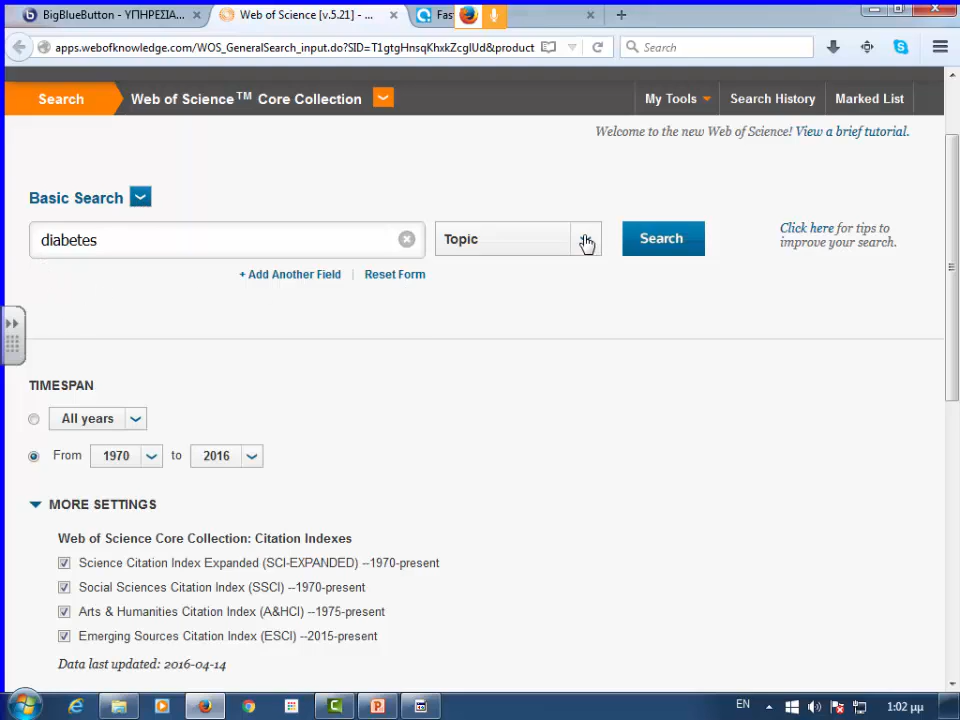 BigBlueButton - ΥΠΗΡΕΣΙΑ...
Web of Science [v.5.21] - ...
Fas
apps.webofknowledge.com/WOS_GeneralSearch_input.do?SID=T1gtgHnsqKhxkZcglUd&product
Search
Search
Web of Science™ Core Collection
My Tools
Search History
Marked List
Welcome to the new Web of Science! View a brief tutorial.
Basic Search
diabetes
Topic
Search
Click here for tips to
improve your search.
+ Add Another Field | Reset Form
TIMESPAN
All years
From 1970 to 2016
MORE SETTINGS
Web of Science Core Collection: Citation Indexes
Science Citation Index Expanded (SCI-EXPANDED) --1970-present
Social Sciences Citation Index (SSCI) --1970-present
Arts & Humanities Citation Index (A&HCI) --1975-present
Emerging Sources Citation Index (ESCI) --2015-present
Data last updated: 2016-04-14
EN
1:02 μμ